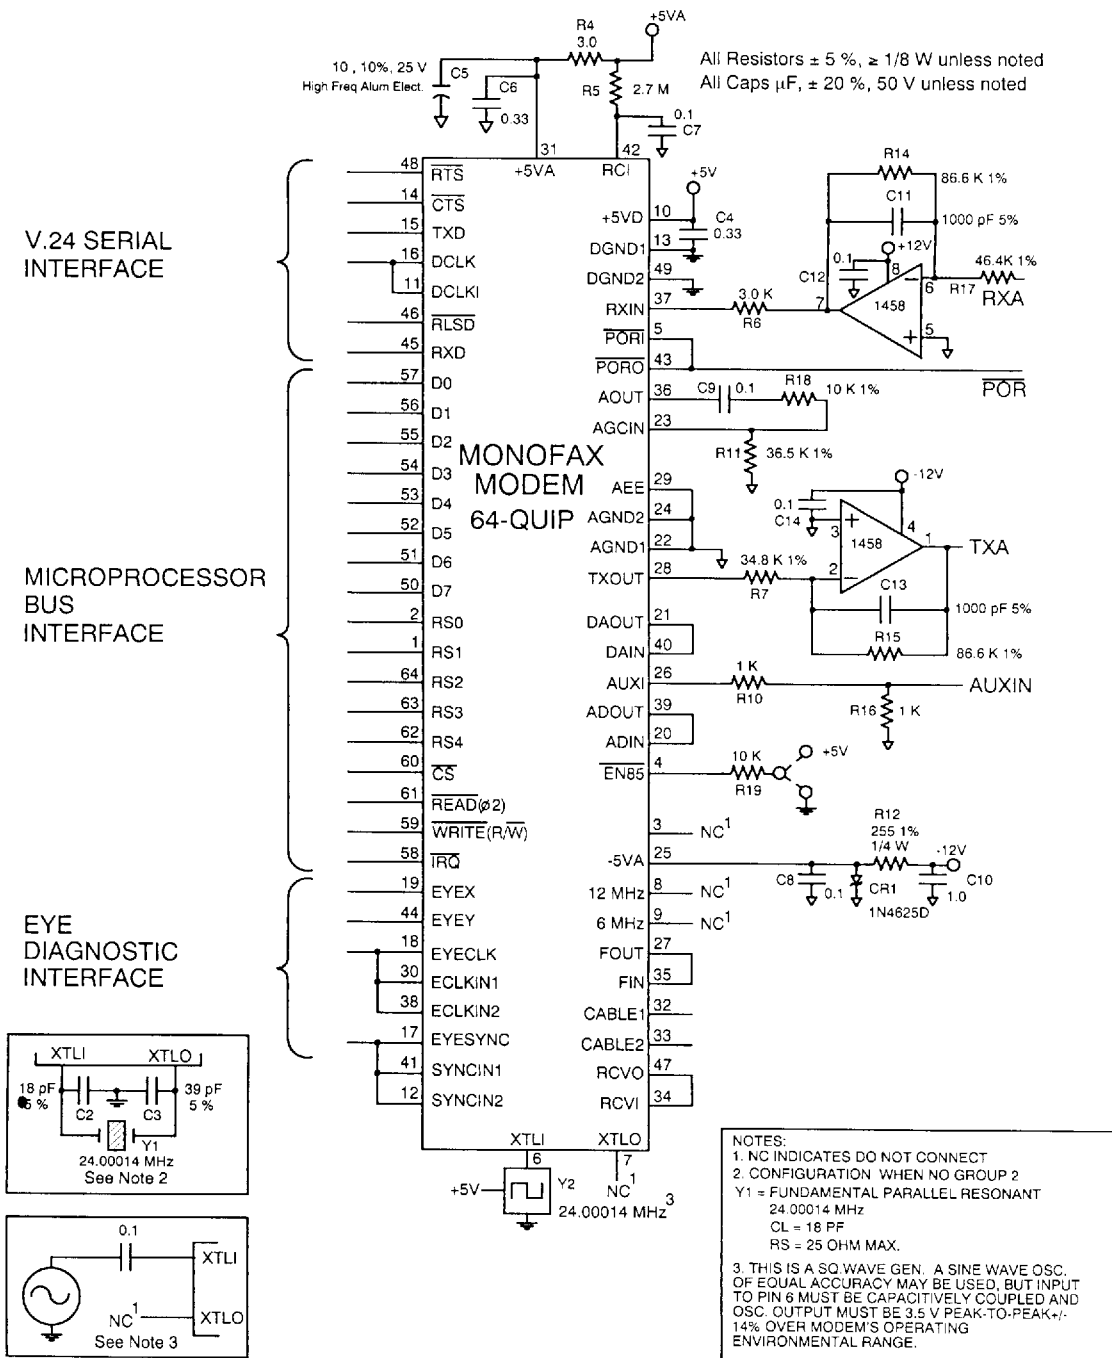 R4
3.0
+5VA
All Resistors ± 5 %, ≥ 1/8 W unless noted
All Caps µF, ± 20 %, 50 V unless noted
10 , 10%, 25 V
High Freq Alum Elect.
C5
C6
0.33
R5
2.7 M
0.1
C7
31
42
+5VA
RCI
V.24 SERIAL
INTERFACE
48 RTS
14 CTS
15 TXD
16 DCLK
11 DCLKI
46 RLSD
45 RXD
MICROPROCESSOR
BUS
INTERFACE
57 D0
56 D1
55 D2
54 D3
53 D4
52 D5
51 D6
50 D7
2 RS0
1 RS1
64 RS2
63 RS3
62 RS4
60 CS
61 READ(ø2)
59 WRITE(R/W)
58 IRQ
EYE
DIAGNOSTIC
INTERFACE
19 EYEX
44 EYEY
18 EYECLK
30 ECLKIN1
38 ECLKIN2
17 EYESYNC
41 SYNCIN1
12 SYNCIN2
MONOFAX
MODEM
64-QUIP
+5V
+5VD 10
C4
0.33
DGND1 13
DGND2 49
RXIN 37
3.0 K
R6
PORI 5
PORO 43
POR
AOUT 36
C9 0.1
R18
10 K 1%
AGCIN 23
R11
36.5 K 1%
AEE 29
AGND2 24
AGND1 22
TXOUT 28
34.8 K 1%
R7
DAOUT 21
DAIN 40
AUXI 26
1 K
R10
AUXIN
R16
1 K
ADOUT 39
ADIN 20
EN85 4
10 K
R19
+5V
3 NC1
-5VA 25
12 MHz 8 NC1
6 MHz 9 NC1
FOUT 27
FIN 35
CABLE1 32
CABLE2 33
RCVO 47
RCVI 34
R14
86.6 K 1%
C11
1000 pF 5%
+12V
0.1
C12
8
7
1458
6
5
46.4K 1%
R17
RXA
-12V
0.1
C14
3
4
1458
1
2
TXA
C13
1000 pF 5%
R15
86.6 K 1%
R12
255 1%
1/4 W
-12V
C8
0.1
CR1
1N4625D
C10
1.0
XTLI
6
XTLO
7
+5V
Y2
NC1
24.00014 MHz3
XTLI XTLO
18 pF
5 %
C2
C3
39 pF
5 %
Y1
24.00014 MHz
See Note 2
0.1
XTLI
NC1
XTLO
See Note 3
NOTES:
1. NC INDICATES DO NOT CONNECT
2. CONFIGURATION WHEN NO GROUP 2
Y1 = FUNDAMENTAL PARALLEL RESONANT
24.00014 MHz
CL = 18 PF
RS = 25 OHM MAX.
3. THIS IS A SQ.WAVE GEN. A SINE WAVE OSC.
OF EQUAL ACCURACY MAY BE USED, BUT INPUT
TO PIN 6 MUST BE CAPACITIVELY COUPLED AND
OSC. OUTPUT MUST BE 3.5 V PEAK-TO-PEAK+/-
14% OVER MODEM'S OPERATING
ENVIRONMENTAL RANGE.